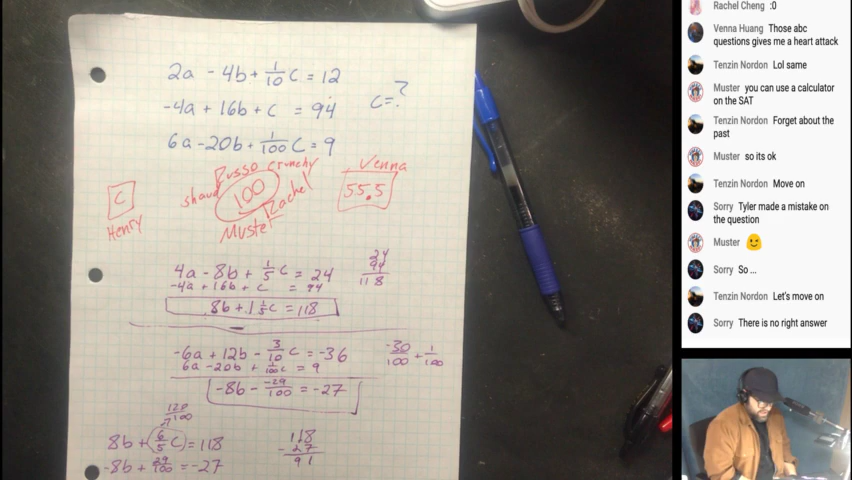 2a - 4b + 1/10 c = 12
-4a + 16b + c = 94
c = ?
6a - 20b + 1/100 c = 9
Russo crunchy
Venna
shaud
100
Rachel
55.5
C
Henry
Muster
4a - 8b + 1/5 c = 24
-4a + 16b + c = 94
24
94
118
8b + 1 1/5 c = 118
-6a + 12b - 3/10 c = -36
6a - 20b + 1/100 c = 9
-30/100 + 1/100
-8b - -29/100 = -27
120/100
8b + 6/5 c = 118
-8b + 29/100 = -27
118
- 27
91
Rachel Cheng :0
Venna Huang Those abc
questions gives me a heart attack
Tenzin Nordon Lol same
Muster you can use a calculator
on the SAT
Tenzin Nordon Forget about the
past
Muster so its ok
Tenzin Nordon Move on
Sorry Tyler made a mistake on
the question
Muster 😉
Sorry So ...
Tenzin Nordon Let's move on
Sorry There is no right answer